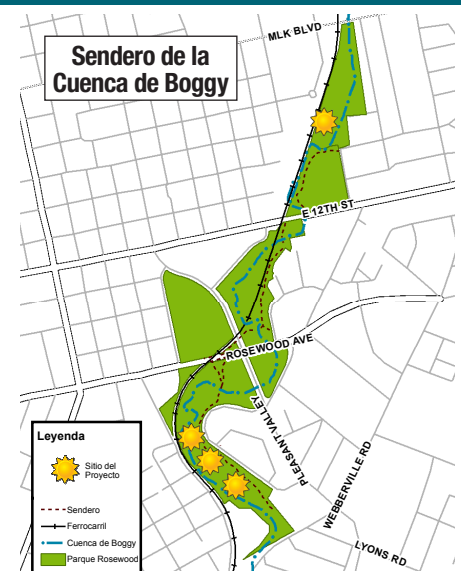 MLK BLVD
Sendero de la
Cuenca de Boggy
E 12TH ST
ROSEWOOD AVE
PLEASANT VALLEY
WEBBERVILLE RD
LYONS RD
Leyenda
Sitio del
Proyecto
Sendero
Ferrocarril
Cuenca de Boggy
Parque Rosewood